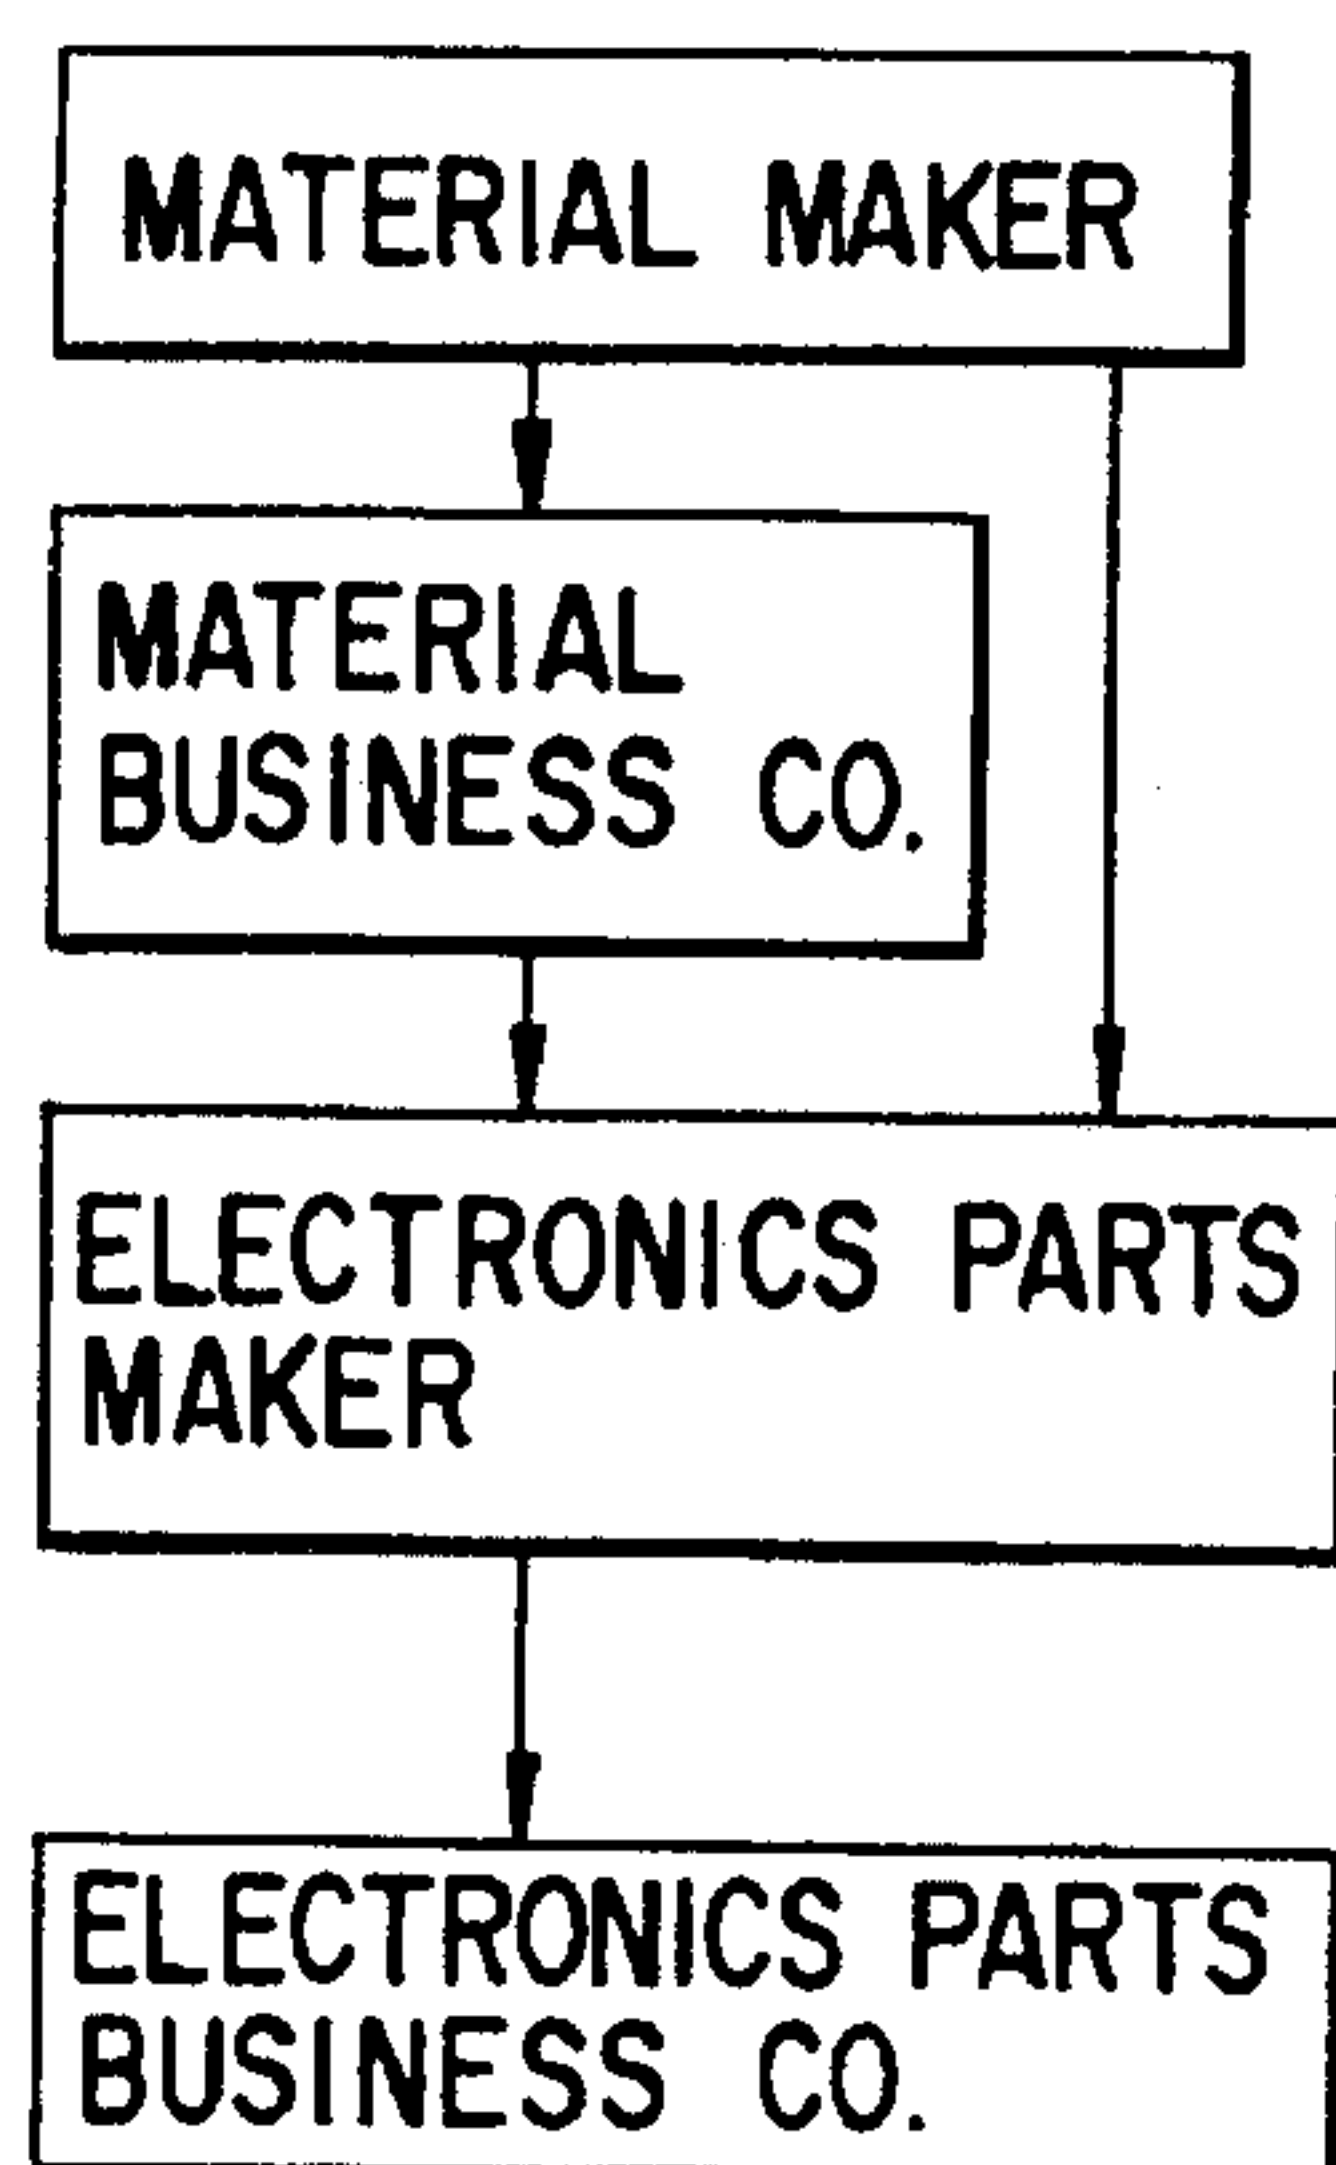 MATERIAL MAKER
MATERIAL
BUSINESS CO.
ELECTRONICS PARTS
MAKER
ELECTRONICS PARTS
BUSINESS CO.